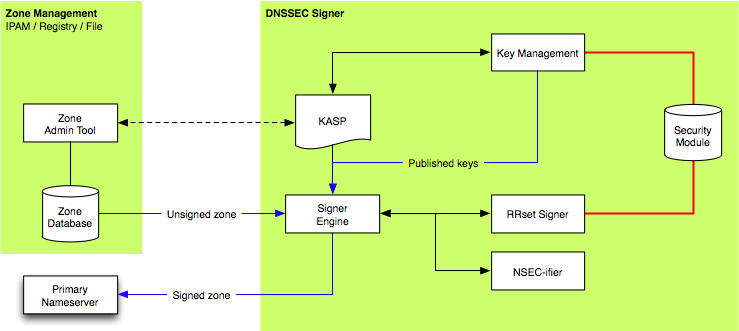 Zone Management
IPAM / Registry / File
DNSSEC Signer
Key Management
Zone
Admin Tool
KASP
Security
Module
Published keys
Zone
Database
Unsigned zone
Signer
Engine
RRset Signer
NSEC-ifier
Primary
Nameserver
Signed zone